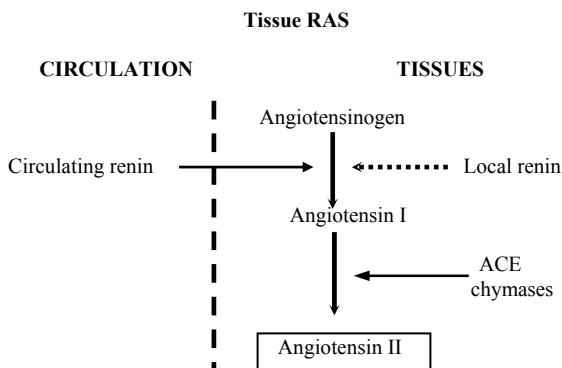 Tissue RAS
CIRCULATION TISSUES
Angiotensinogen
Circulating renin Local renin
Angiotensin I
ACE
chymases
Angiotensin II